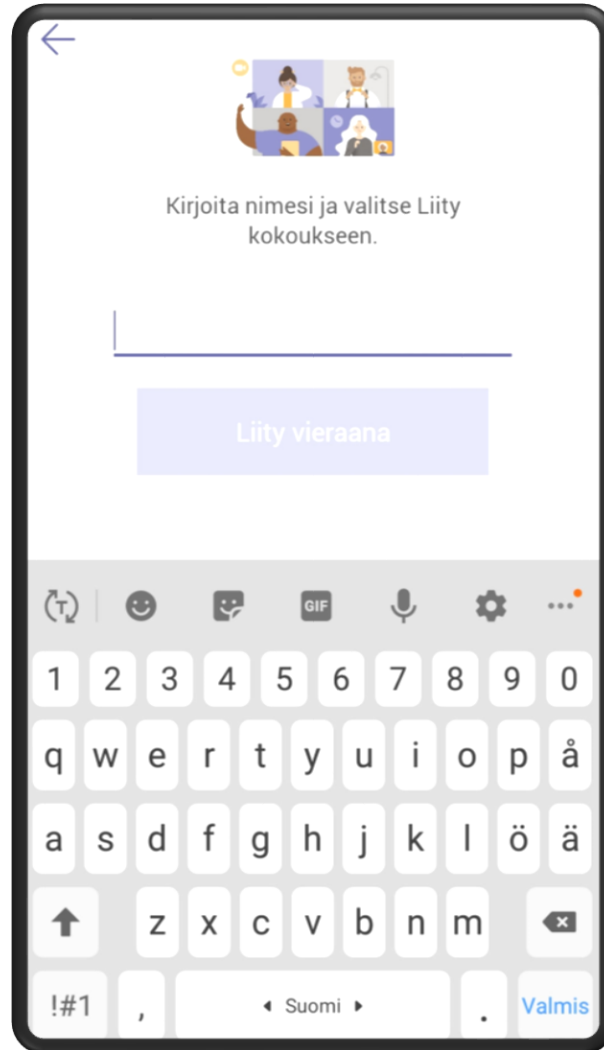 Kirjoita nimesi ja valitse Liity
kokoukseen.
Liity vieraana
T GIF
1 2 3 4 5 6 7 8 9 0
q w e r t y u i o p å
a s d f g h j k l ö ä
z x c v b n m
!#1 , Suomi . Valmis